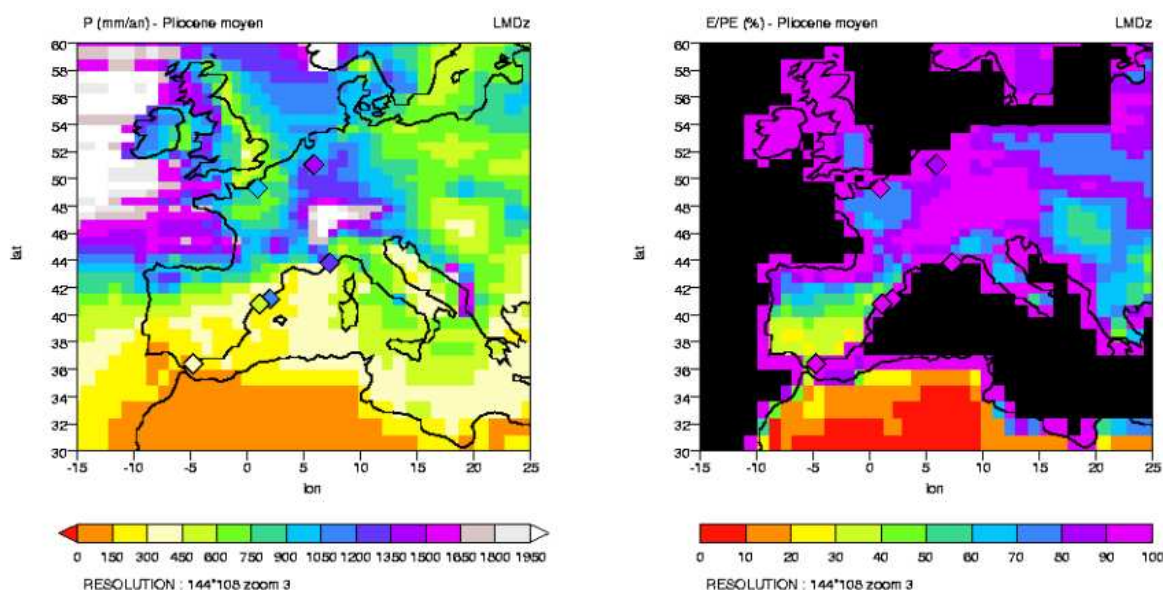 P (mm/an) - Pliocene moyen LMDz
60
58
56
54
52
50
48
46
44
42
40
38
36
34
32
30
lat
-15 -10 -5 0 5 10 15 20 25
lon
0 150 300 450 600 750 900 1050 1200 1350 1500 1650 1800 1950
RESOLUTION : 144*108 zoom 3
E/PE (%) - Pliocene moyen LMDz
60
58
56
54
52
50
48
46
44
42
40
38
36
34
32
30
lat
-15 -10 -5 0 5 10 15 20 25
lon
0 10 20 30 40 50 60 70 80 90 100
RESOLUTION : 144*108 zoom 3